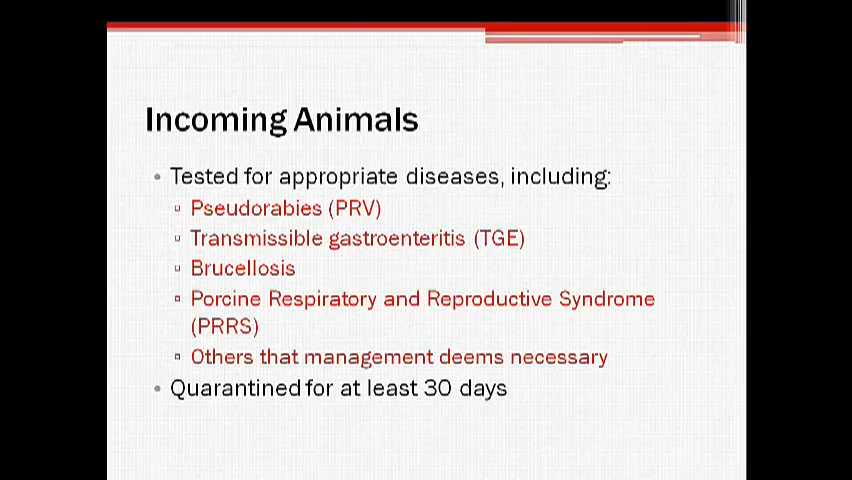 Incoming Animals
Tested for appropriate diseases, including:
Pseudorabies (PRV)
Transmissible gastroenteritis (TGE)
Brucellosis
Porcine Respiratory and Reproductive Syndrome
(PRRS)
Others that management deems necessary
Quarantined for at least 30 days